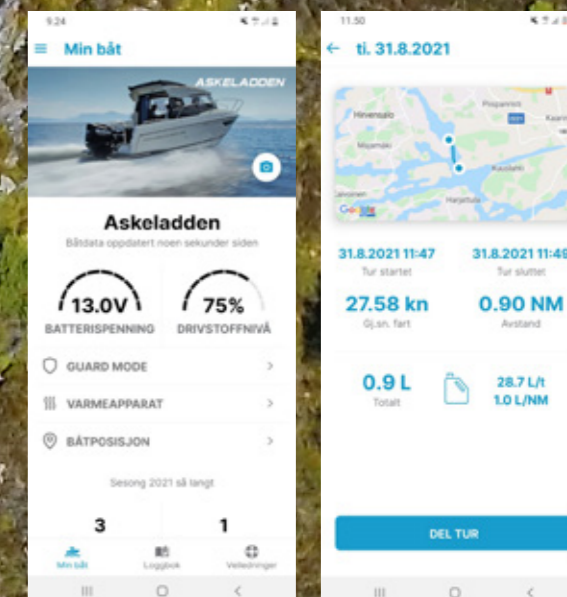 9.24
Min båt
ASKELADDEN
Askeladden
Båtdata oppdatert noen sekunder siden
13.0V
BATTERISPENNING
75%
DRIVSTOFFNIVÅ
GUARD MODE
VARMEAPPARAT
BÅTPOSISJON
Sesong 2021 så langt
3
1
Min båt
Loggbok
Veiledninger
11.50
ti. 31.8.2021
Hirvensalo
Kaarin
Harjattula
Google
31.8.2021 11:47
Tur startet
31.8.2021 11:49
Tur sluttet
27.58 kn
Gj.sn. fart
0.90 NM
Avstand
0.9 L
Totalt
28.7 L/t
1.0 L/NM
DEL TUR